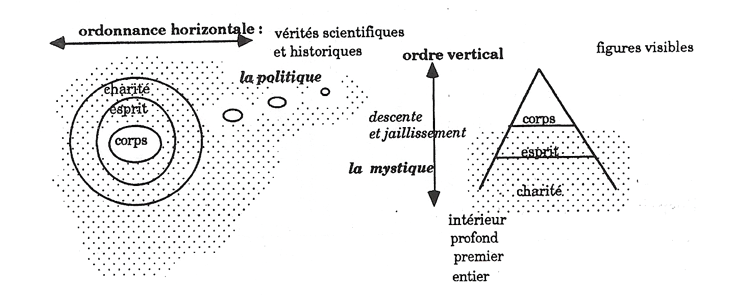 ordonnance horizontale :
vérités scientifiques
et historiques
la politique
charité
esprit
corps
ordre vertical
figures visibles
descente
et jaillissement
la mystique
corps
esprit
charité
intérieur
profond
premier
entier